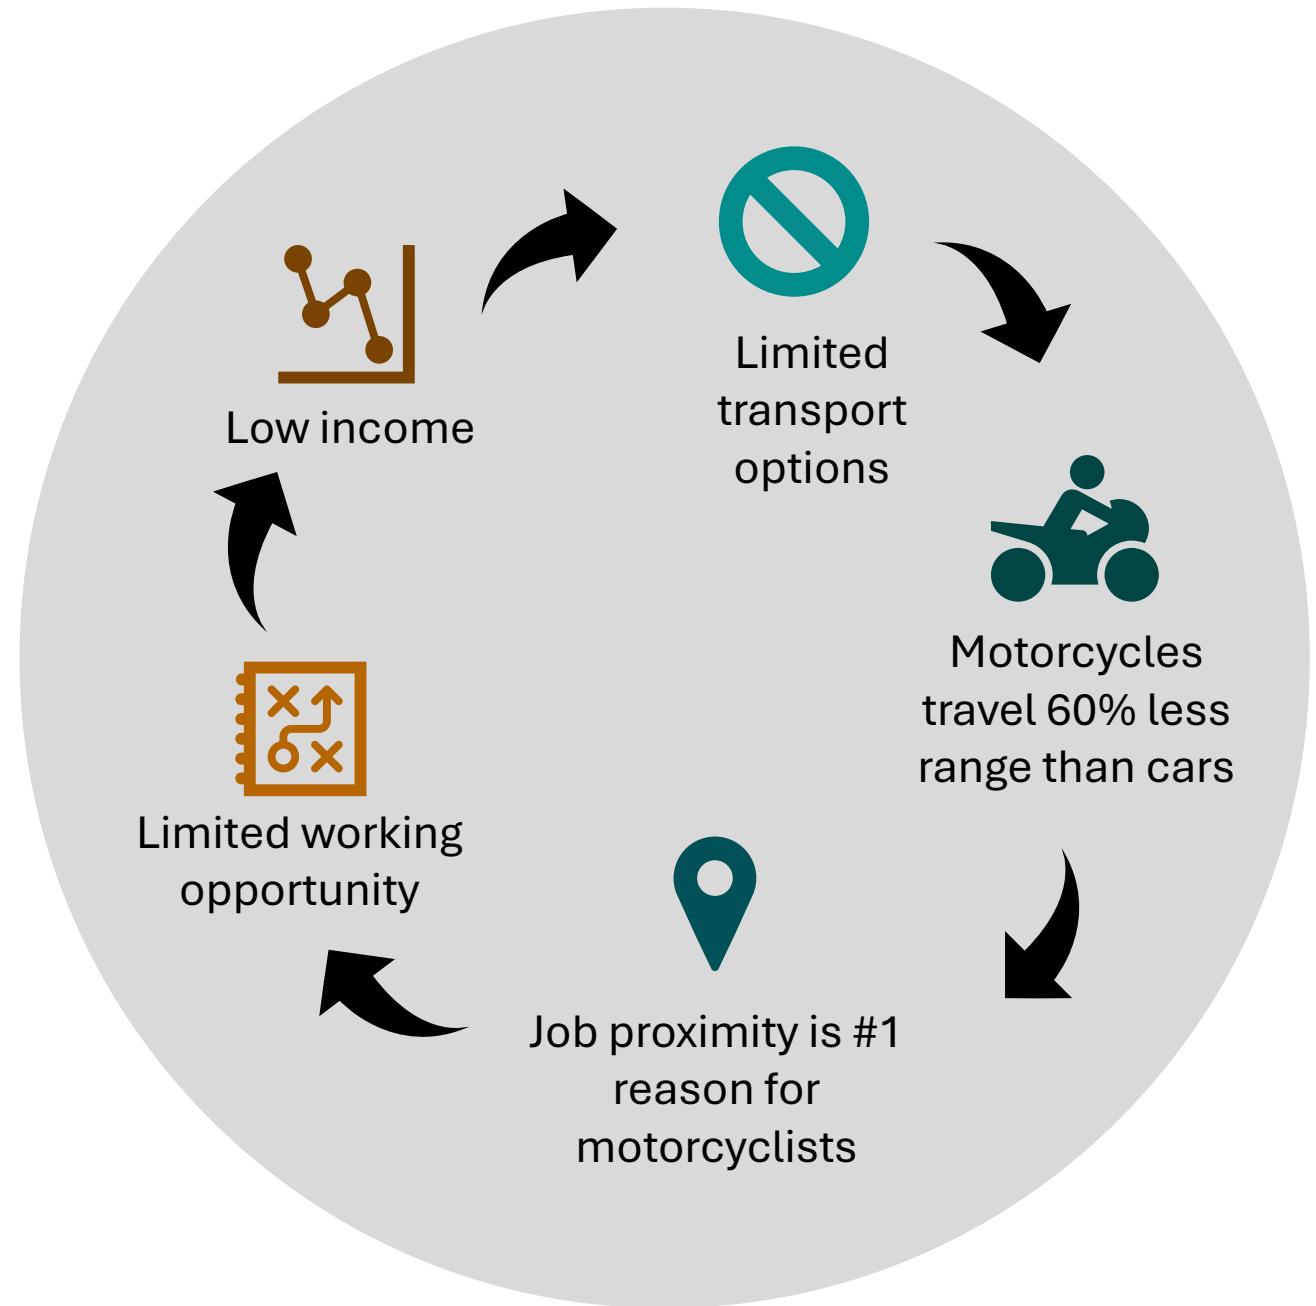 Low income
Limited
transport
options
Motorcycles
travel 60% less
range than cars
Job proximity is #1
reason for
motorcyclists
Limited working
opportunity